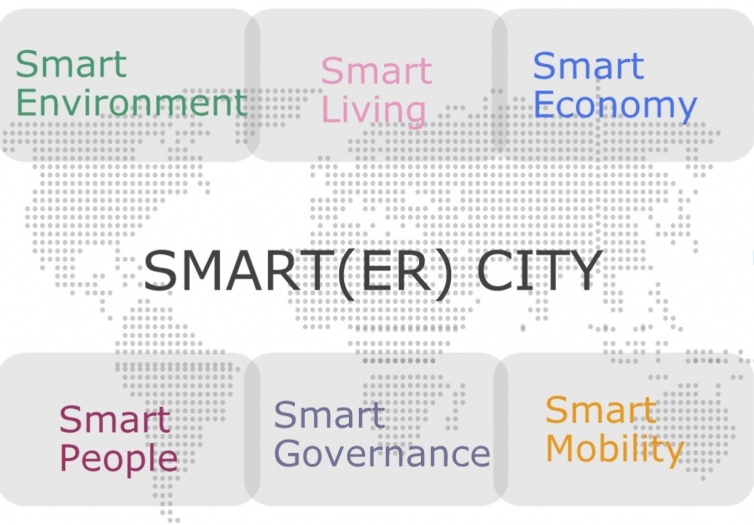 Smart
Environment
Smart
Living
Smart
Economy
SMART(ER) CITY
Smart
People
Smart
Governance
Smart
Mobility